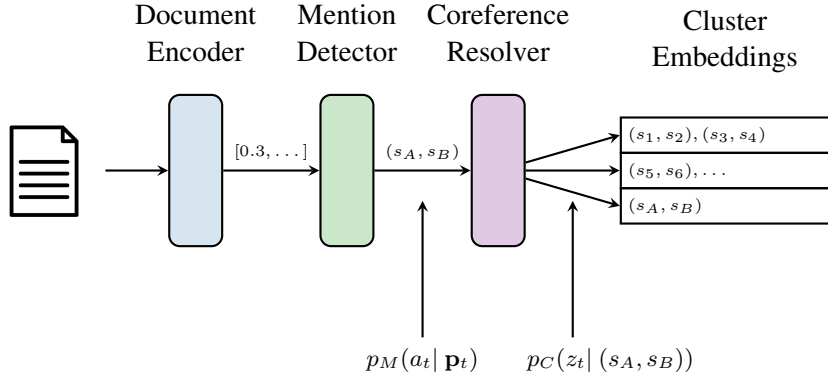 Document Encoder
Mention Detector
Coreference Resolver
Cluster Embeddings
[0.3, . . . ]
(s_A, s_B)
(s_1, s_2), (s_3, s_4)
(s_5, s_6), . . .
(s_A, s_B)
p_M(a_t| p_t)
p_C(z_t| (s_A, s_B))